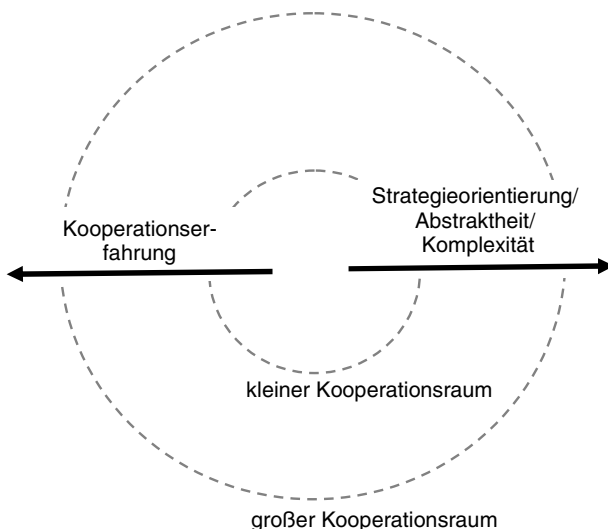 Strategieorientierung/
Abstraktheit/
Komplexität
Kooperationser-
fahrung
kleiner Kooperationsraum
großer Kooperationsraum